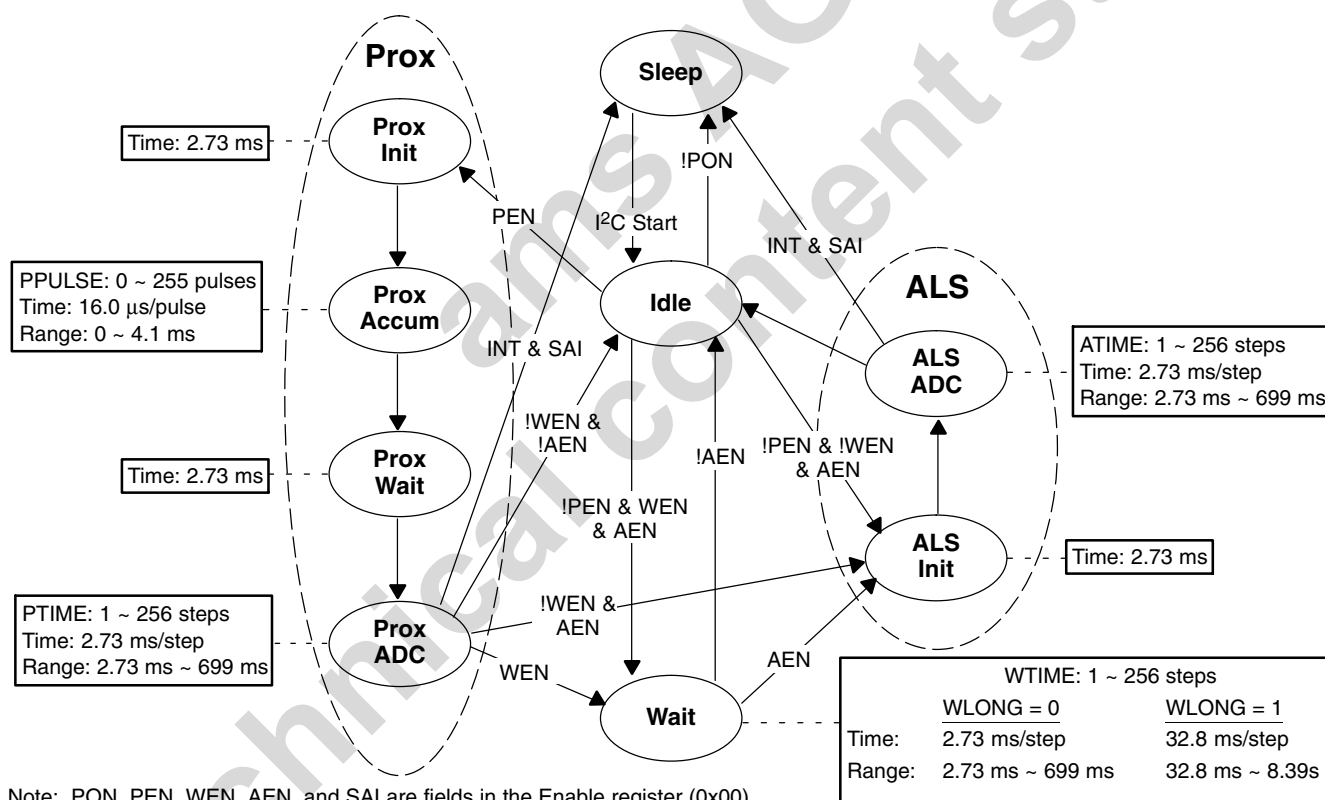 Prox
Sleep
Prox
Init
Time: 2.73 ms
!PON
PEN
I²C Start
INT & SAI
PPULSE: 0 ~ 255 pulses
Time: 16.0 μs/pulse
Range: 0 ~ 4.1 ms
Prox
Accum
Idle
ALS
INT & SAI
ALS
ADC
ATIME: 1 ~ 256 steps
Time: 2.73 ms/step
Range: 2.73 ms ~ 699 ms
!WEN &
!AEN
!AEN
!PEN & !WEN
& AEN
Time: 2.73 ms
Prox
Wait
!PEN & WEN
& AEN
ALS
Init
Time: 2.73 ms
PTIME: 1 ~ 256 steps
Time: 2.73 ms/step
Range: 2.73 ms ~ 699 ms
Prox
ADC
!WEN &
AEN
WEN
AEN
Wait
WTIME: 1 ~ 256 steps
WLONG = 0 WLONG = 1
Time: 2.73 ms/step 32.8 ms/step
Range: 2.73 ms ~ 699 ms 32.8 ms ~ 8.39s
Note: PON, PEN, WEN, AEN, and SAI are fields in the Enable register (0x00)
ams
content